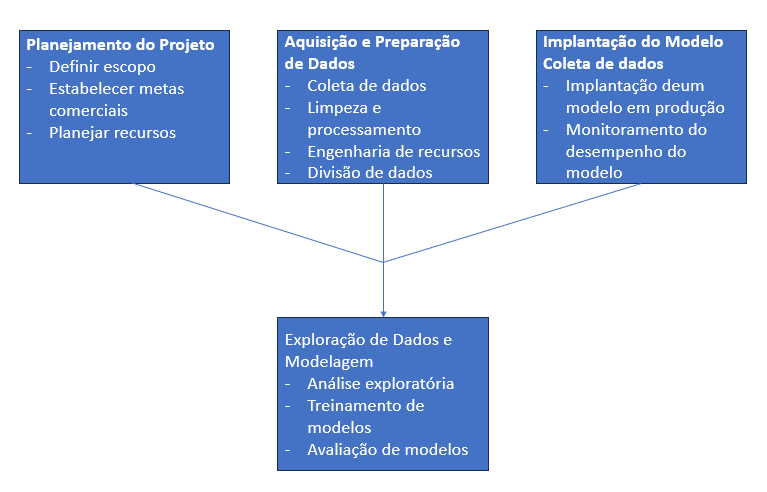 Planejamento do Projeto
- Definir escopo
- Estabelecer metas
comerciais
- Planejar recursos
Aquisição e Preparação
de Dados
- Coleta de dados
- Limpeza e
processamento
- Engenharia de recursos
- Divisão de dados
Implantação do Modelo
Coleta de dados
- Implantação deum
modelo em produção
- Monitoramento do
desempenho do
modelo
Exploração de Dados e
Modelagem
- Análise exploratória
- Treinamento de
modelos
- Avaliação de modelos